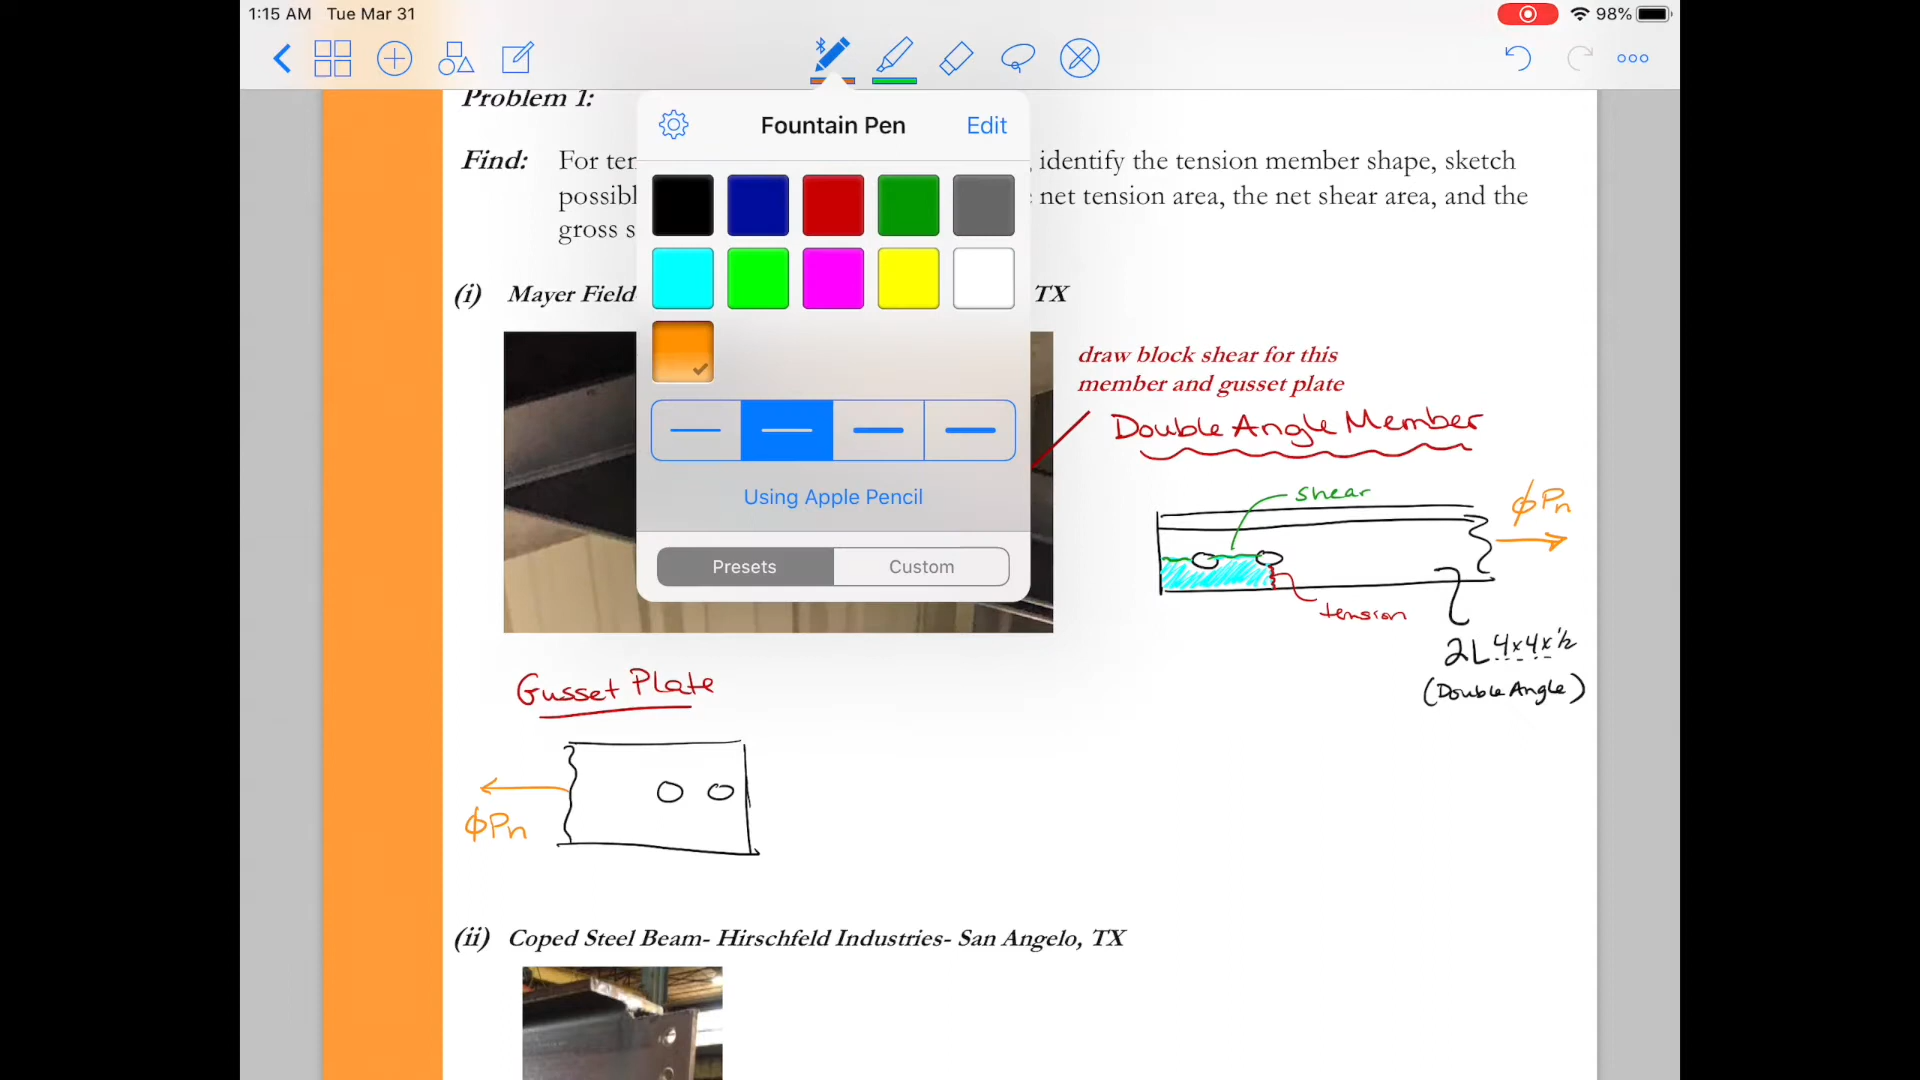 1:15 AM Tue Mar 31
98%
Problem 1:
Fountain Pen
Edit
Find: For ten , identify the tension member shape, sketch
possibl net tension area, the net shear area, and the
gross s
(i) Mayer Field- TX
draw block shear for this
member and gusset plate
Double Angle Member
shear
ϕPn
Using Apple Pencil
Presets
Custom
tension
2L4x4x1/2
(Double Angle)
Gusset Plate
ϕPn
(ii) Coped Steel Beam- Hirschfeld Industries- San Angelo, TX